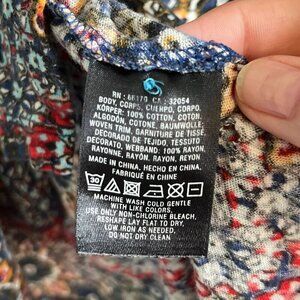 RN : 66170 CA : 32054
BODY, CORPS, CUERPO, CORPO,
KÖRPER: 100% COTTON, COTON,
ALGODÓN, COTONE, BAUMWOLLE;
WOVEN TRIM, GARNITURE DE TISSÉ,
DECORADO DE TEJIDO, TESSUTO
DECORATO, WEBBAND: 100% RAYON,
RAYONNE, RAYÓN, RAYON, REYON
MADE IN CHINA, HECHO EN CHINA,
FABRIQUÉ EN CHINE
30
MACHINE WASH COLD GENTLE
WITH LIKE COLORS.
USE ONLY NON-CHLORINE BLEACH,
RESHAPE LAY FLAT TO DRY.
LOW IRON AS NEEDED.
DO NOT DRY CLEAN.